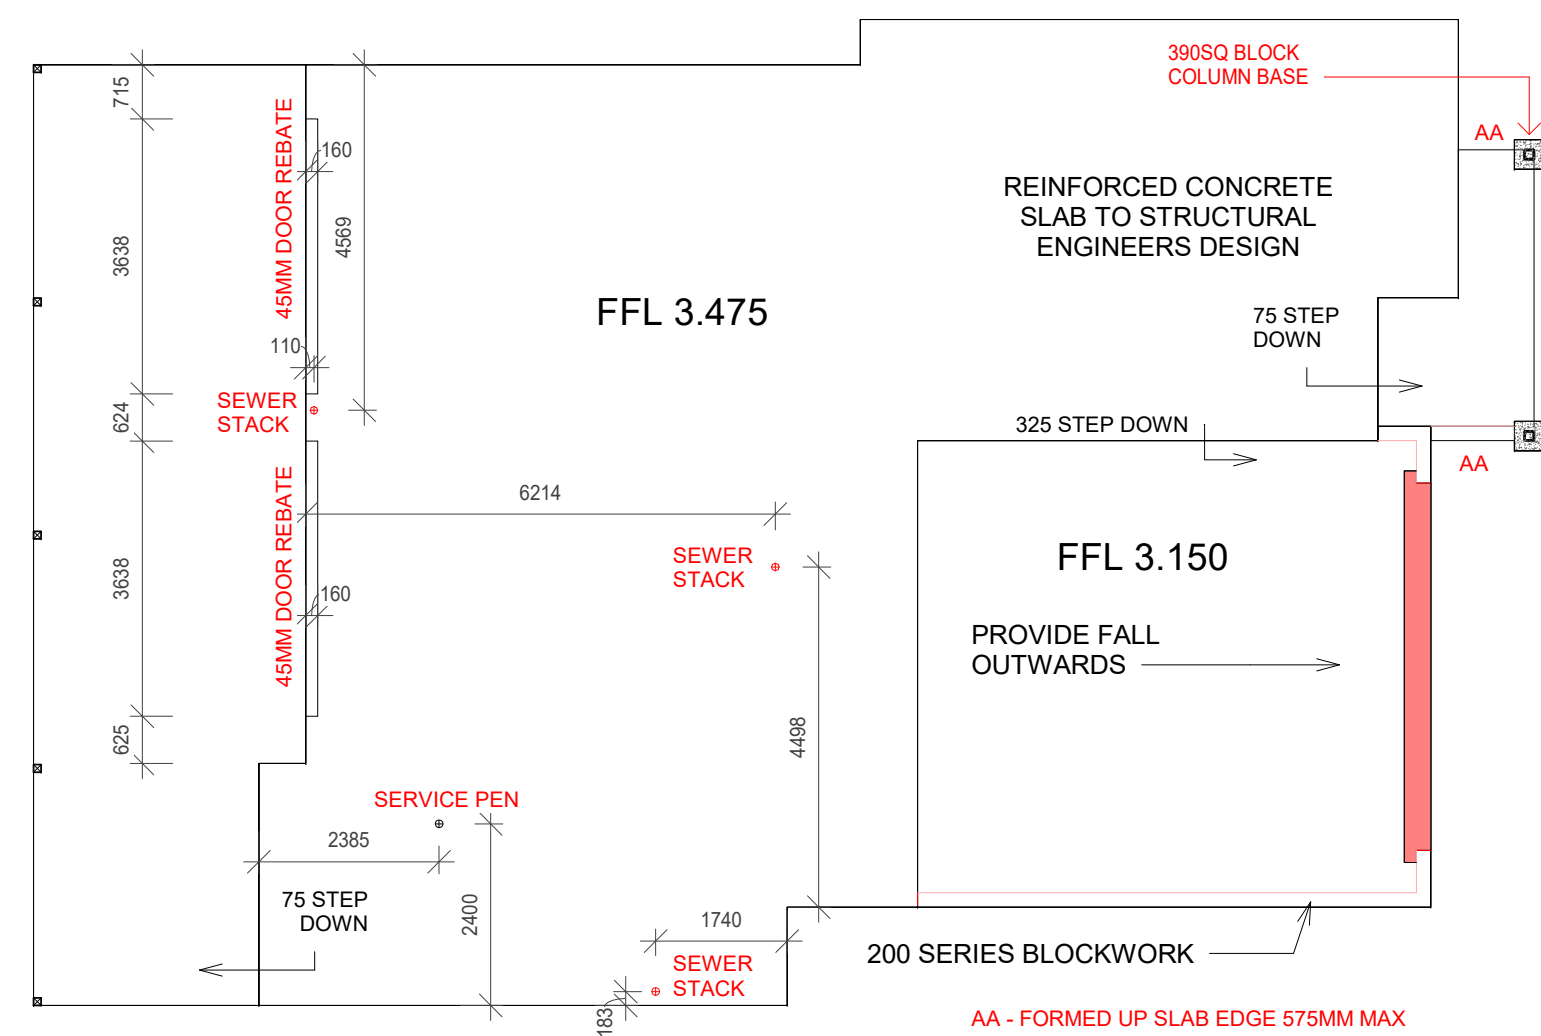 390SQ BLOCK
COLUMN BASE
AA
715
45MM DOOR REBATE
160
REINFORCED CONCRETE
SLAB TO STRUCTURAL
ENGINEERS DESIGN
3638
4569
FFL 3.475
75 STEP
DOWN
110
SEWER
STACK
624
325 STEP DOWN
AA
6214
45MM DOOR REBATE
SEWER
STACK
FFL 3.150
3638
160
PROVIDE FALL
OUTWARDS
625
4498
SERVICE PEN
2385
75 STEP
DOWN
2400
1740
200 SERIES BLOCKWORK
SEWER
STACK
183
AA - FORMED UP SLAB EDGE 575MM MAX